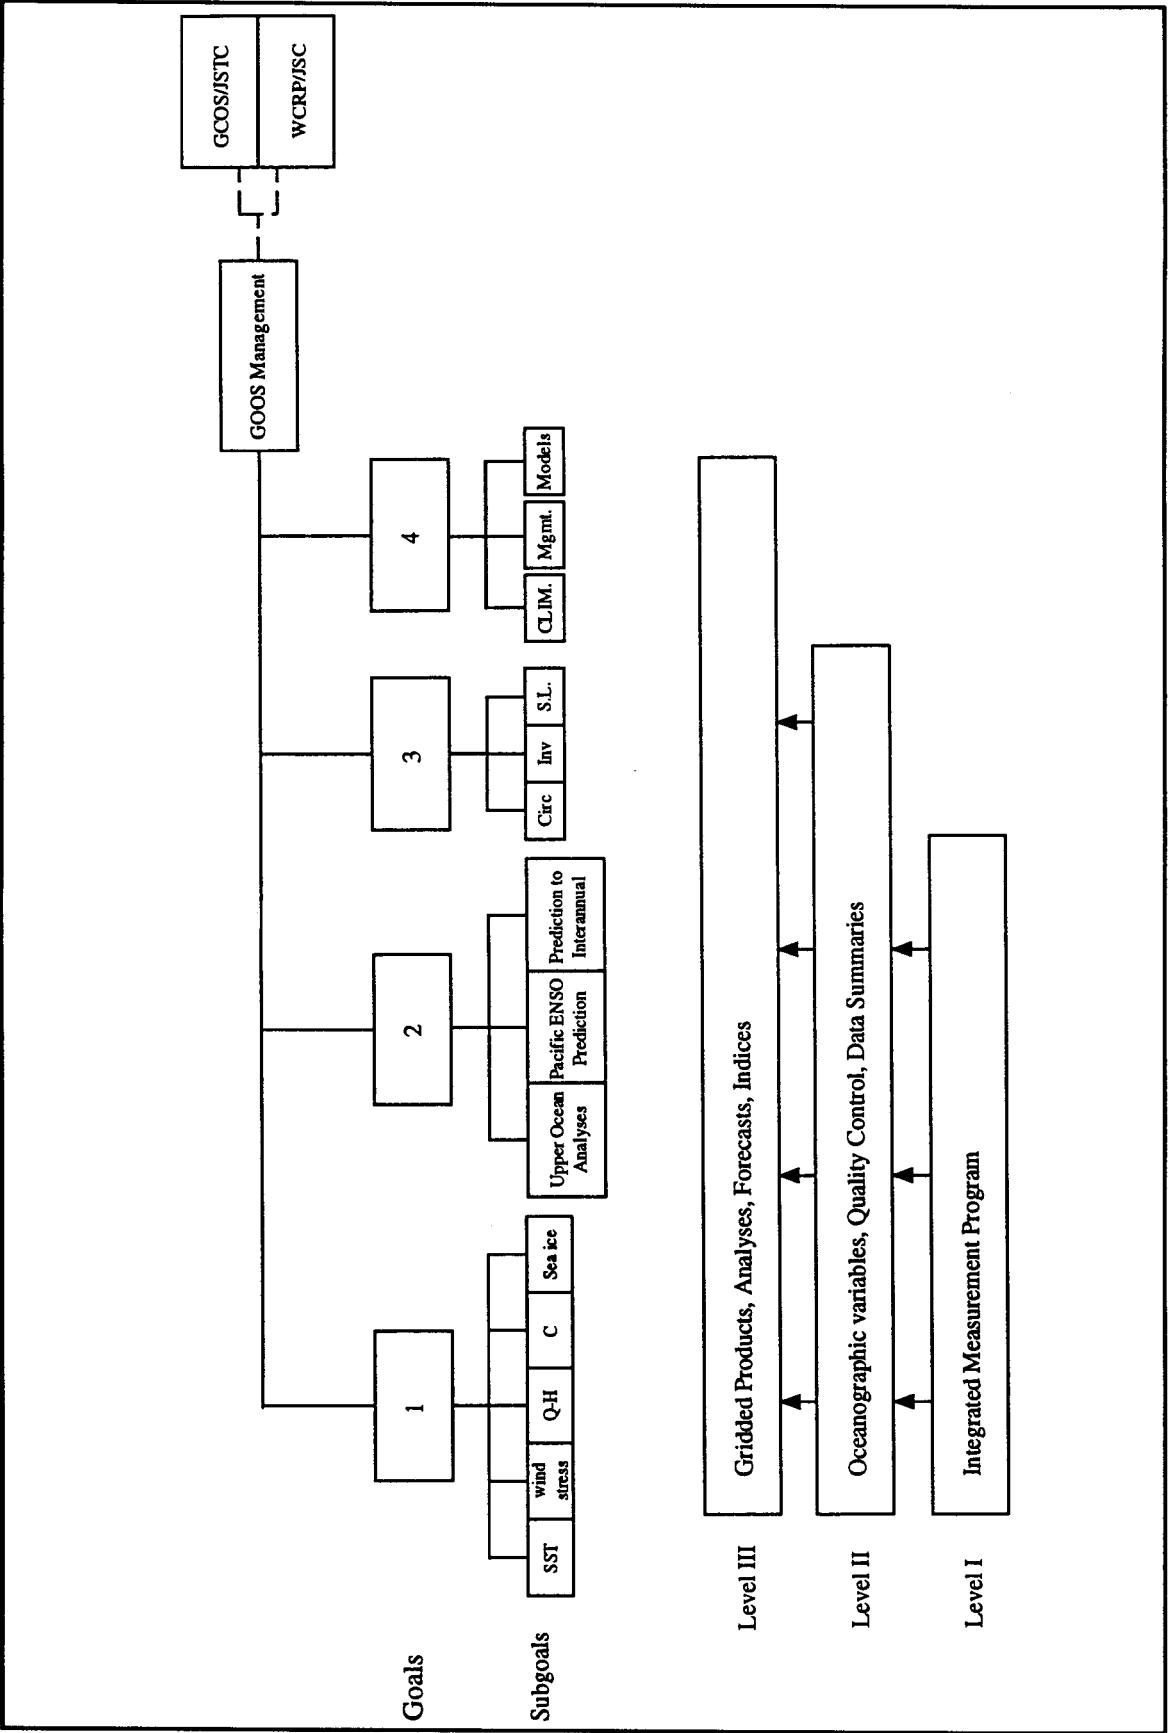 GCOS/JSTC
WCRP/JSC
GOOS Management
Goals
1
2
3
4
Subgoals
SST
wind
stress
Q-H
C
Sea ice
Upper Ocean
Analyses
Pacific ENSO
Prediction
Prediction to
Interannual
Circ
Inv
S.L.
CLIM.
Mgmt.
Models
Level III
Gridded Products, Analyses, Forecasts, Indices
Level II
Oceanographic variables, Quality Control, Data Summaries
Level I
Integrated Measurement Program